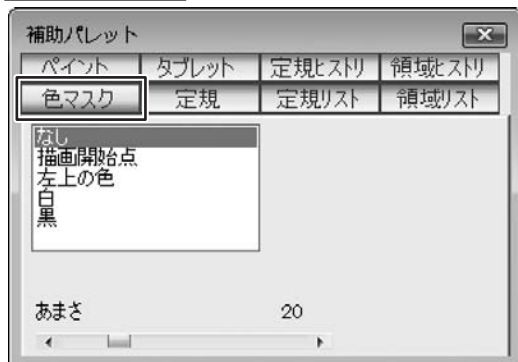 補助パレット
ペイント タブレット 定規ヒストリ 領域ヒストリ
色マスク 定規 定規リスト 領域リスト
なし
描画開始点
左上の色
白
黒
あまさ 20